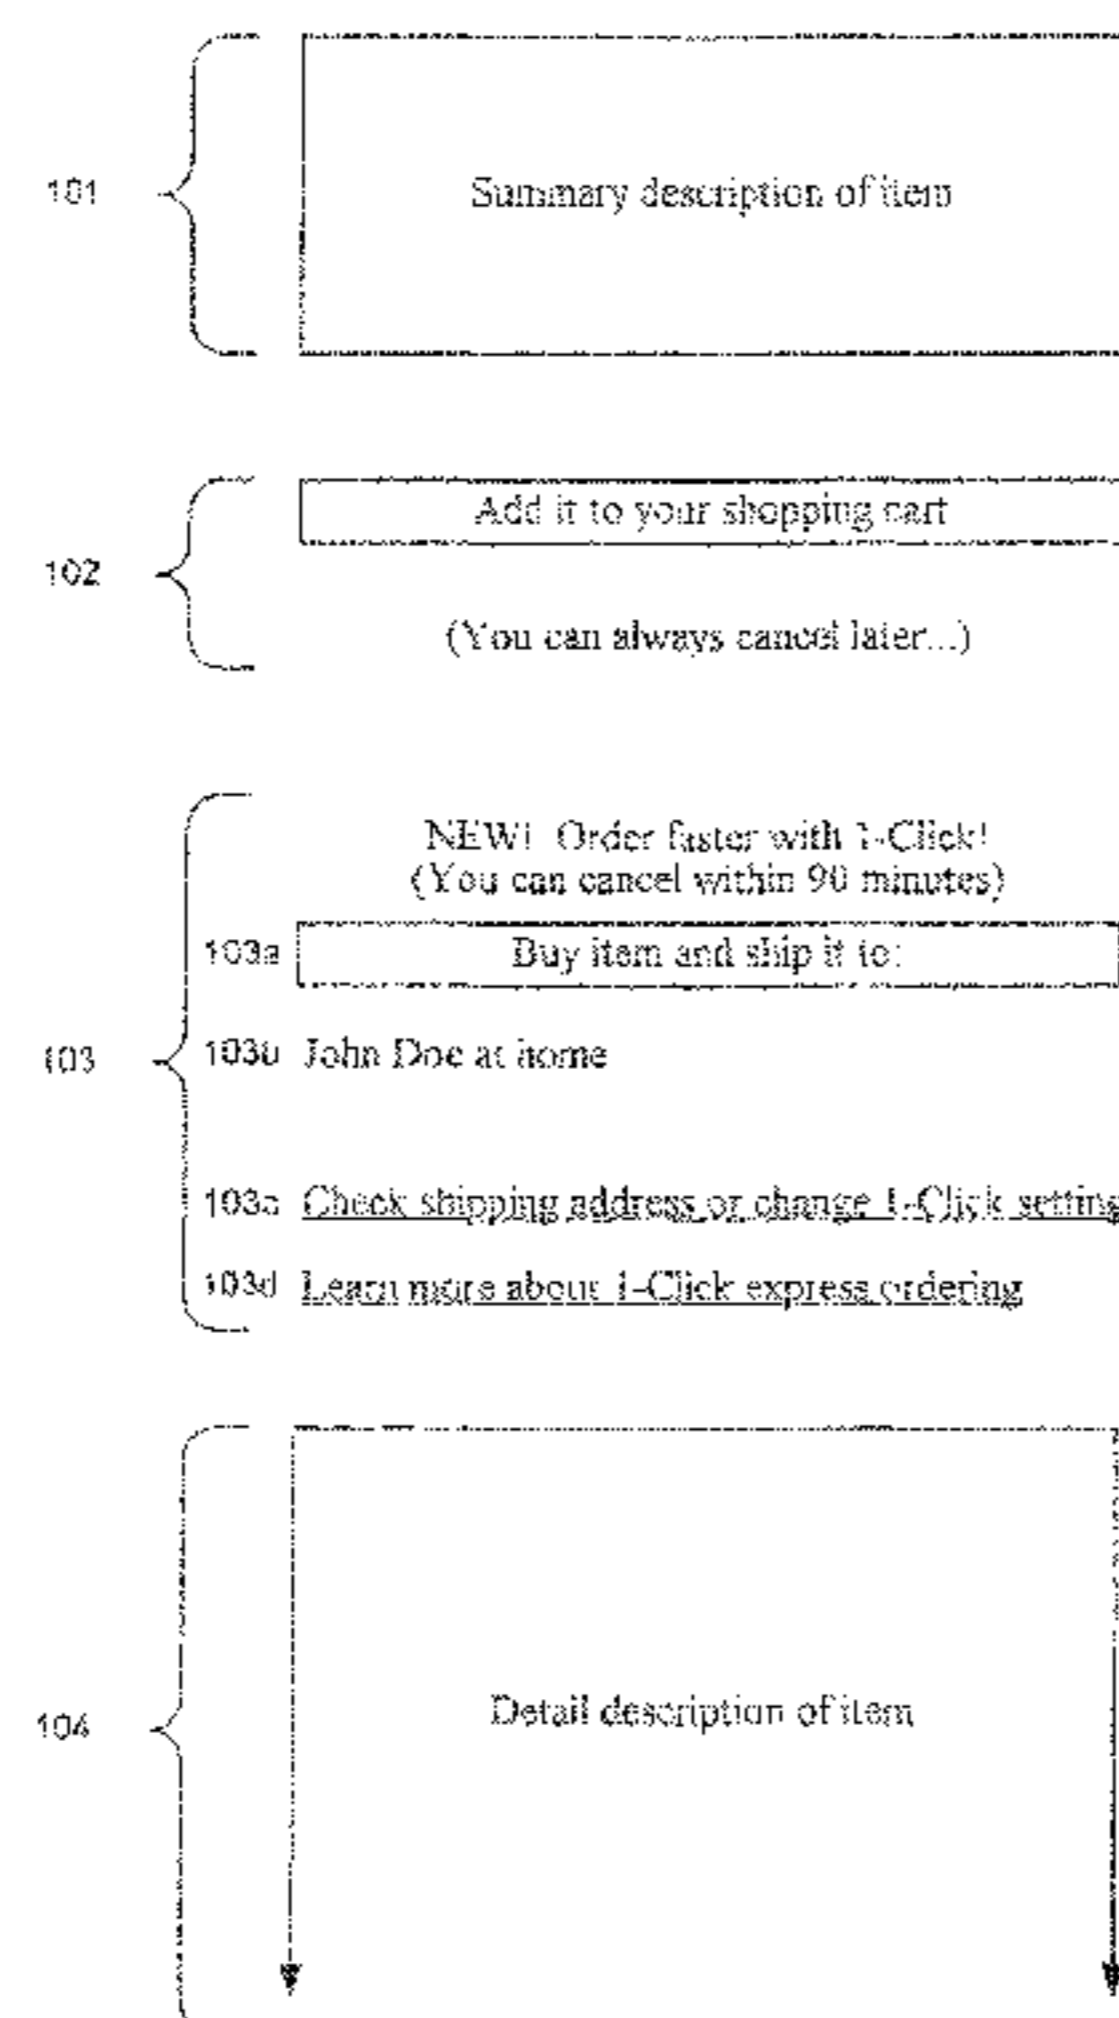 101
Summary description of item
Add it to your shopping cart
102
(You can always cancel later...)
NEW! Order faster with 1-Click!
(You can cancel within 90 minutes)
103a Buy item and ship it to:
103
103b John Doe at home
103c Check shipping address or change 1-Click setting
103d Learn more about 1-Click express ordering
104
Detail description of item